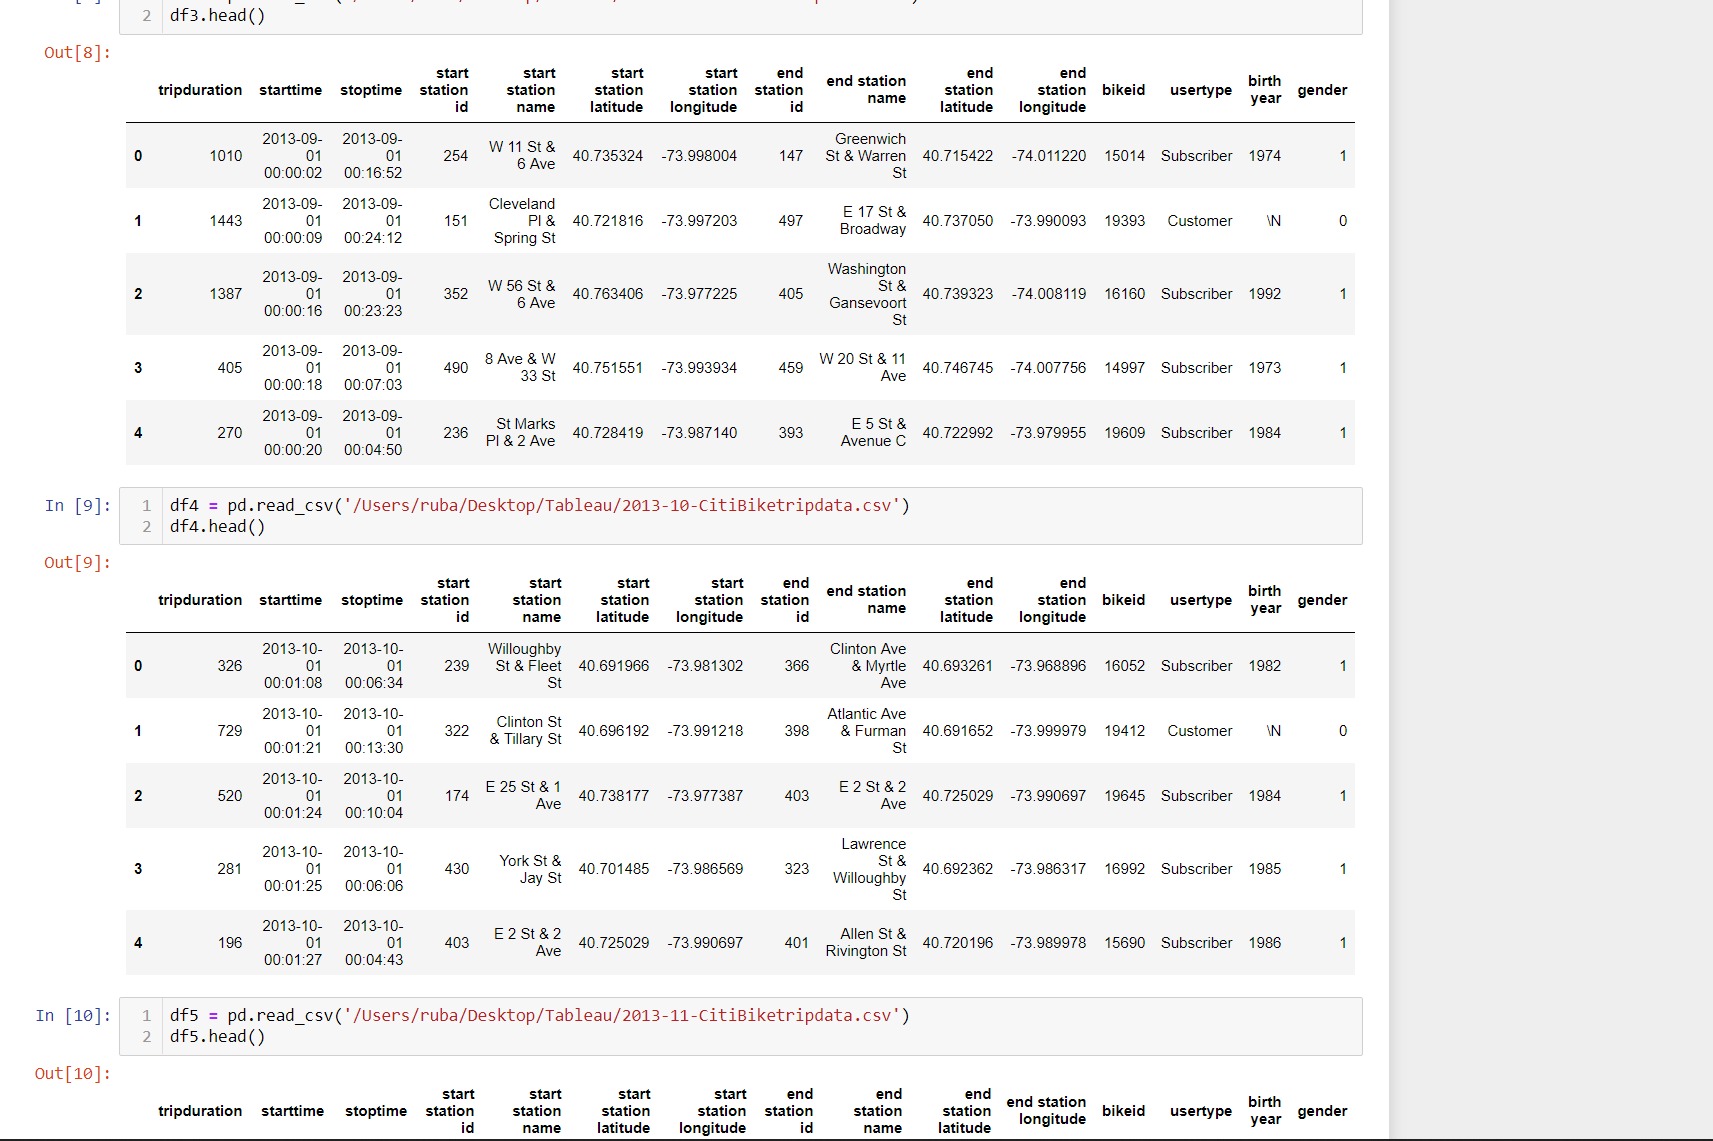 2 df3.head()
Out[8]:
tripduration starttime stoptime start station id start station name start station latitude start station longitude end station id end station name end station latitude end station longitude bikeid usertype birth year gender
0 1010 2013-09-01 00:00:02 2013-09-01 00:16:52 254 W 11 St & 6 Ave 40.735324 -73.998004 147 Greenwich St & Warren St 40.715422 -74.011220 15014 Subscriber 1974 1
1 1443 2013-09-01 00:00:09 2013-09-01 00:24:12 151 Cleveland Pl & Spring St 40.721816 -73.997203 497 E 17 St & Broadway 40.737050 -73.990093 19393 Customer \N 0
2 1387 2013-09-01 00:00:16 2013-09-01 00:23:23 352 W 56 St & 6 Ave 40.763406 -73.977225 405 Washington St & Gansevoort St 40.739323 -74.008119 16160 Subscriber 1992 1
3 405 2013-09-01 00:00:18 2013-09-01 00:07:03 490 8 Ave & W 33 St 40.751551 -73.993934 459 W 20 St & 11 Ave 40.746745 -74.007756 14997 Subscriber 1973 1
4 270 2013-09-01 00:00:20 2013-09-01 00:04:50 236 St Marks Pl & 2 Ave 40.728419 -73.987140 393 E 5 St & Avenue C 40.722992 -73.979955 19609 Subscriber 1984 1
In [9]: 1 df4 = pd.read_csv('/Users/ruba/Desktop/Tableau/2013-10-CitiBiketripdata.csv')
2 df4.head()
Out[9]:
tripduration starttime stoptime start station id start station name start station latitude start station longitude end station id end station name end station latitude end station longitude bikeid usertype birth year gender
0 326 2013-10-01 00:01:08 2013-10-01 00:06:34 239 Willoughby St & Fleet St 40.691966 -73.981302 366 Clinton Ave & Myrtle Ave 40.693261 -73.968896 16052 Subscriber 1982 1
1 729 2013-10-01 00:01:21 2013-10-01 00:13:30 322 Clinton St & Tillary St 40.696192 -73.991218 398 Atlantic Ave & Furman St 40.691652 -73.999979 19412 Customer \N 0
2 520 2013-10-01 00:01:24 2013-10-01 00:10:04 174 E 25 St & 1 Ave 40.738177 -73.977387 403 E 2 St & 2 Ave 40.725029 -73.990697 19645 Subscriber 1984 1
3 281 2013-10-01 00:01:25 2013-10-01 00:06:06 430 York St & Jay St 40.701485 -73.986569 323 Lawrence St & Willoughby St 40.692362 -73.986317 16992 Subscriber 1985 1
4 196 2013-10-01 00:01:27 2013-10-01 00:04:43 403 E 2 St & 2 Ave 40.725029 -73.990697 401 Allen St & Rivington St 40.720196 -73.989978 15690 Subscriber 1986 1
In [10]: 1 df5 = pd.read_csv('/Users/ruba/Desktop/Tableau/2013-11-CitiBiketripdata.csv')
2 df5.head()
Out[10]:
tripduration starttime stoptime start station id start station name start station latitude start station longitude end station id end station name end station latitude end station longitude bikeid usertype birth year gender